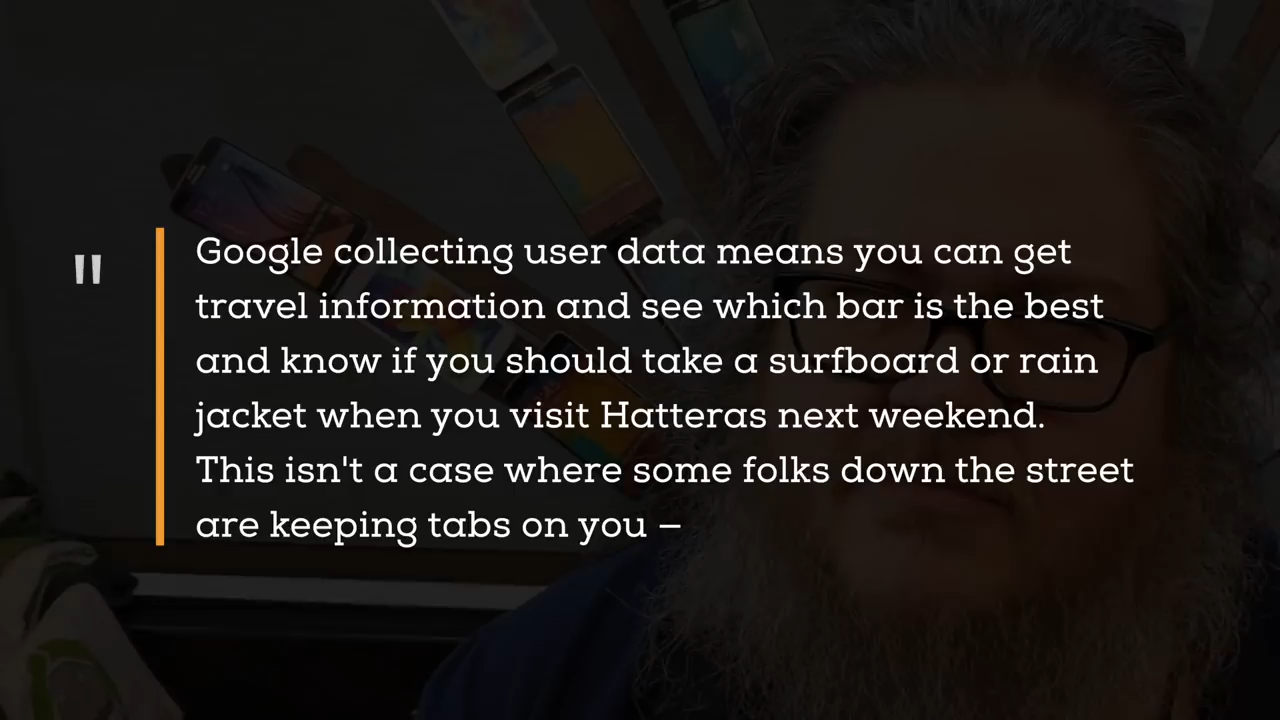 "
Google collecting user data means you can get
travel information and see which bar is the best
and know if you should take a surfboard or rain
jacket when you visit Hatteras next weekend.
This isn't a case where some folks down the street
are keeping tabs on you —